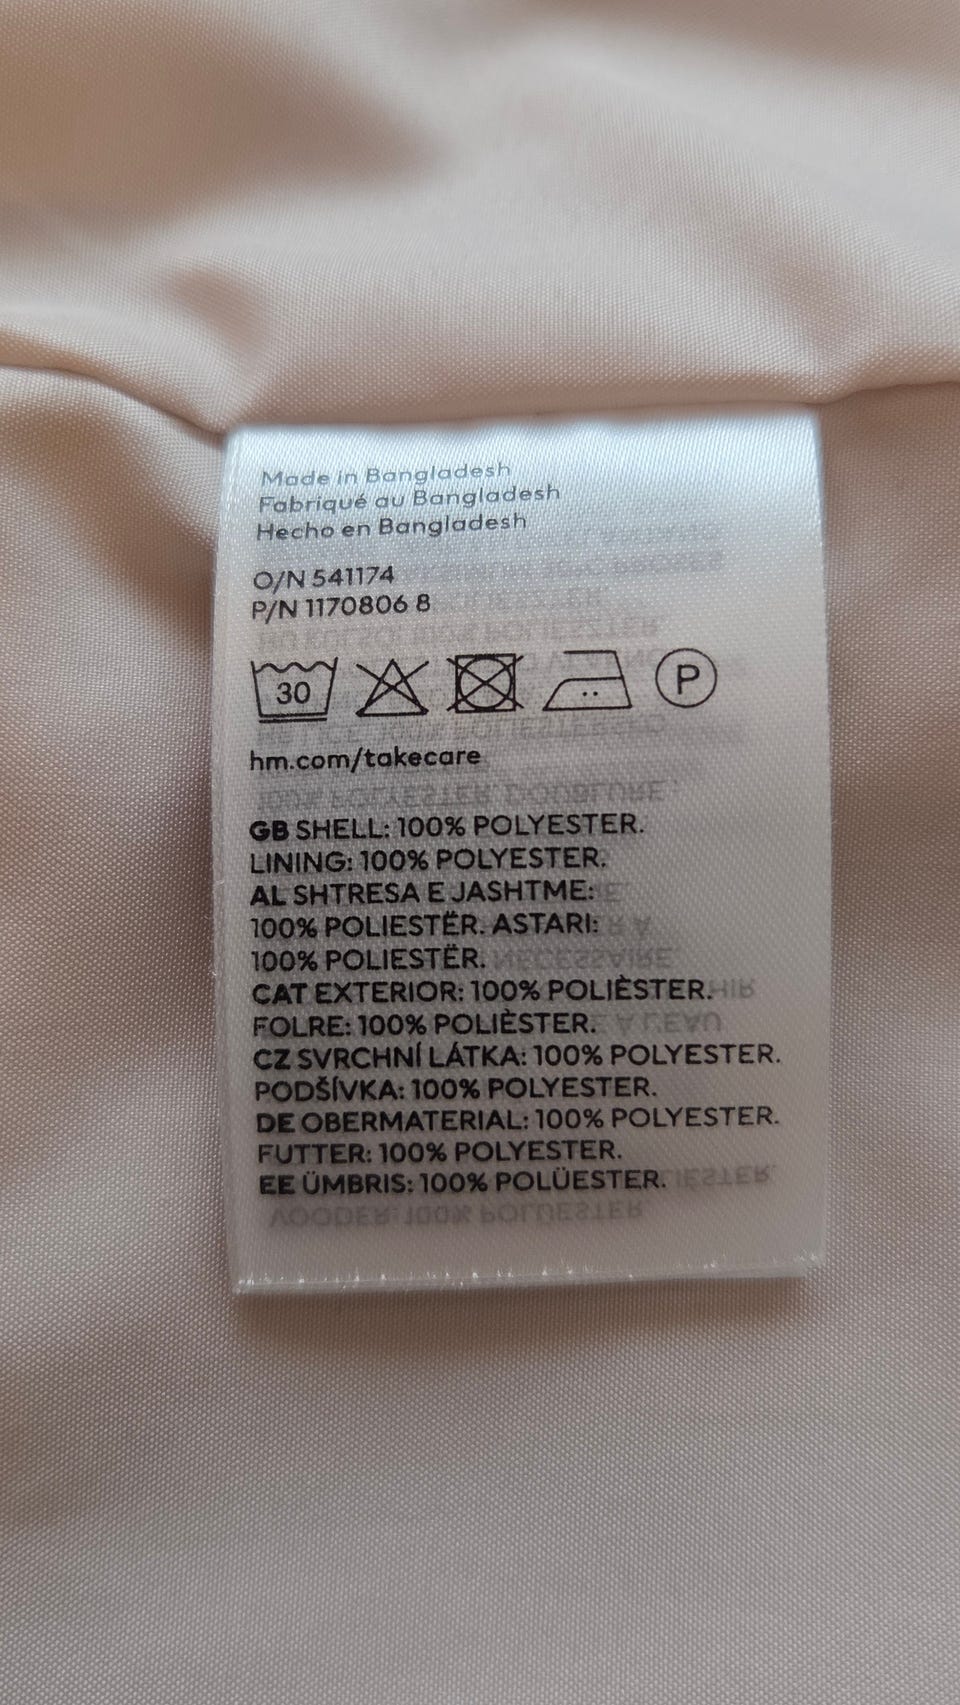 Made in Bangladesh
Fabriqué au Bangladesh
Hecho en Bangladesh
O/N 541174
P/N 1170806 8
30 P
hm.com/takecare
GB SHELL: 100% POLYESTER.
LINING: 100% POLYESTER.
AL SHTRESA E JASHTME:
100% POLIESTËR. ASTARI:
100% POLIESTËR.
CAT EXTERIOR: 100% POLIÈSTER.
FOLRE: 100% POLIÈSTER.
CZ SVRCHNÍ LÁTKA: 100% POLYESTER.
PODŠÍVKA: 100% POLYESTER.
DE OBERMATERIAL: 100% POLYESTER.
FUTTER: 100% POLYESTER.
EE ÜMBRIS: 100% POLÜESTER.